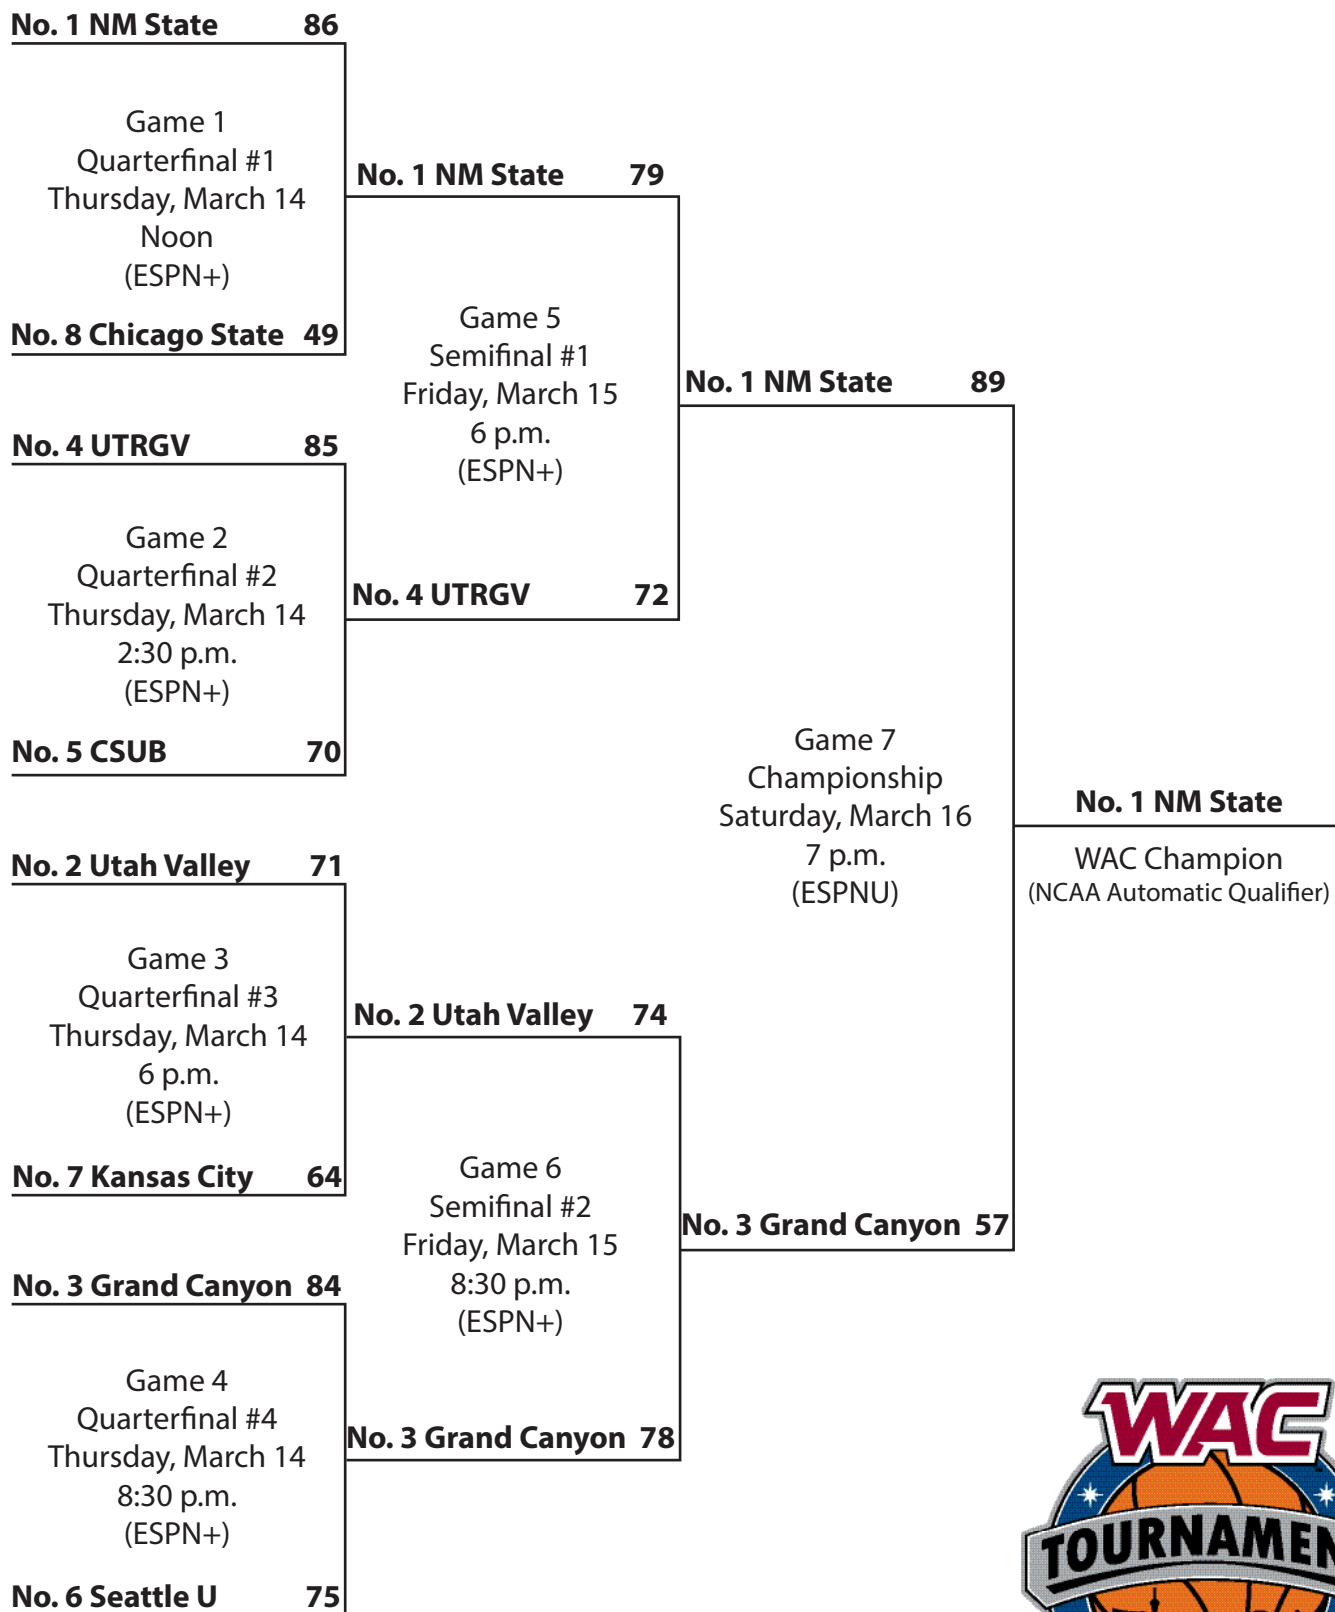 No. 1 NM State 86
Game 1
Quarterfinal #1
Thursday, March 14
Noon
(ESPN+)
No. 8 Chicago State 49
No. 4 UTRGV 85
Game 2
Quarterfinal #2
Thursday, March 14
2:30 p.m.
(ESPN+)
No. 5 CSUB 70
No. 2 Utah Valley 71
Game 3
Quarterfinal #3
Thursday, March 14
6 p.m.
(ESPN+)
No. 7 Kansas City 64
No. 3 Grand Canyon 84
Game 4
Quarterfinal #4
Thursday, March 14
8:30 p.m.
(ESPN+)
No. 6 Seattle U 75
No. 1 NM State 79
Game 5
Semifinal #1
Friday, March 15
6 p.m.
(ESPN+)
No. 4 UTRGV 72
No. 2 Utah Valley 74
Game 6
Semifinal #2
Friday, March 15
8:30 p.m.
(ESPN+)
No. 3 Grand Canyon 78
No. 1 NM State 89
Game 7
Championship
Saturday, March 16
7 p.m.
(ESPNU)
No. 3 Grand Canyon 57
No. 1 NM State
WAC Champion
(NCAA Automatic Qualifier)
WAC
TOURNAMEN